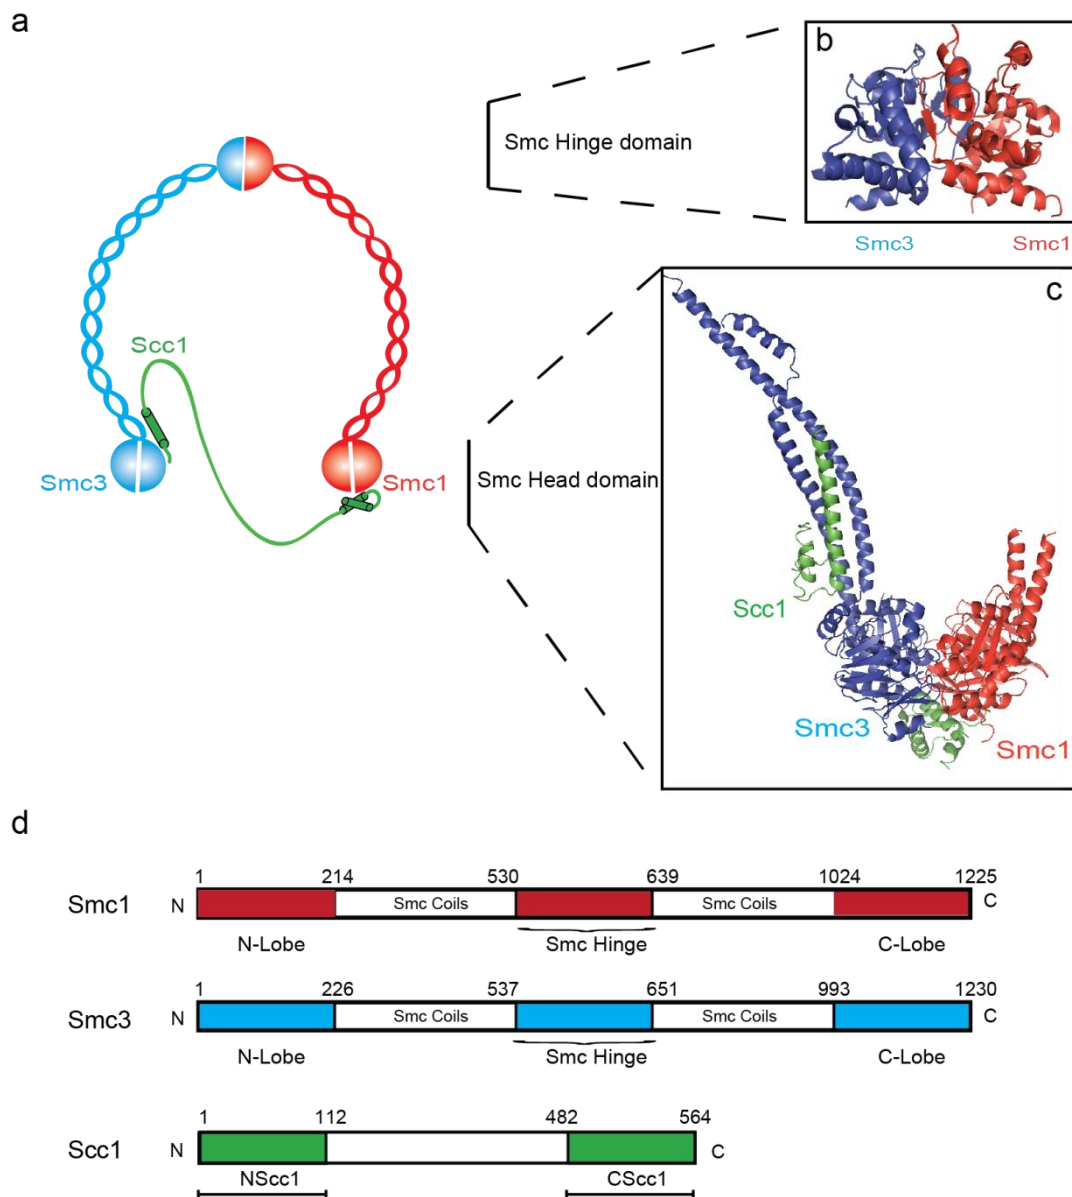 a
b
Smc Hinge domain
Smc3 Smc1
c
Scc1
Smc3 Smc1
Smc Head domain
Scc1
Smc3
Smc1
d
1 214 530 639 1024 1225
Smc1 N Smc Coils Smc Coils C
N-Lobe Smc Hinge C-Lobe
1 226 537 651 993 1230
Smc3 N Smc Coils Smc Coils C
N-Lobe Smc Hinge C-Lobe
1 112 482 564
Scc1 N C
NScc1 CScc1